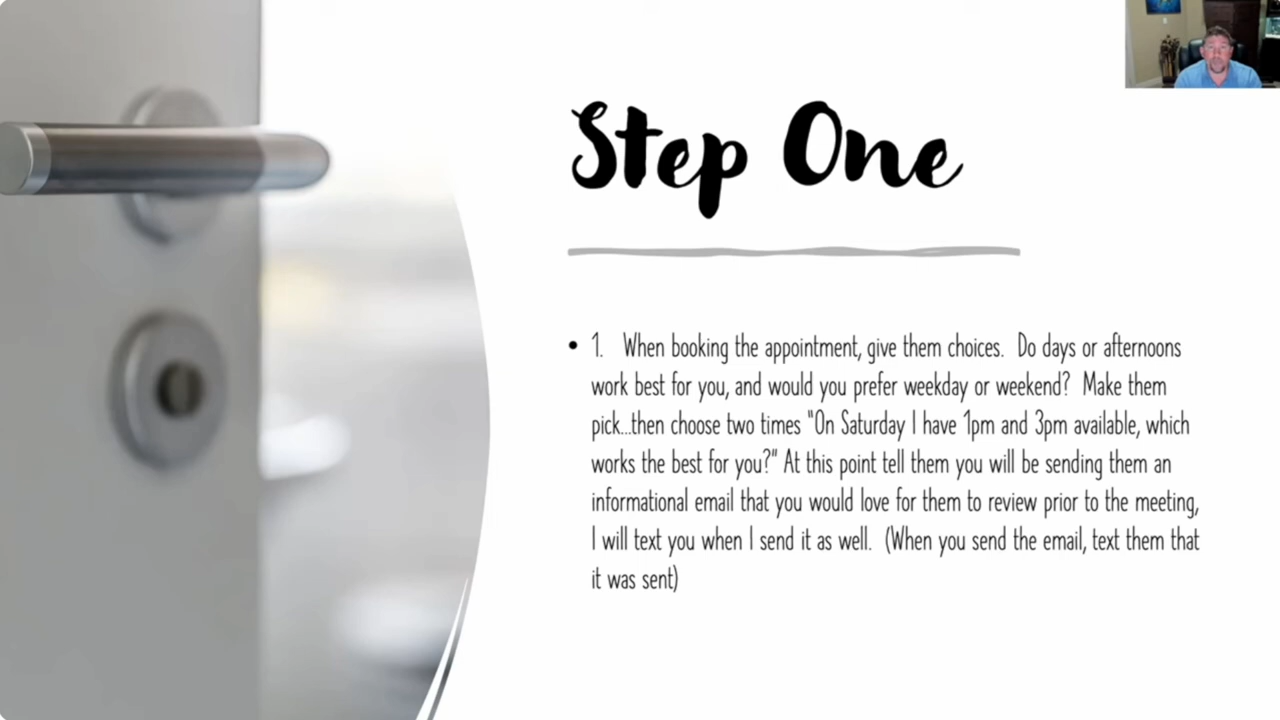 Step One
• 1. When booking the appointment, give them choices. Do days or afternoons
work best for you, and would you prefer weekday or weekend? Make them
pick...then choose two times "On Saturday I have 1pm and 3pm available, which
works the best for you?" At this point tell them you will be sending them an
informational email that you would love for them to review prior to the meeting,
I will text you when I send it as well. (When you send the email, text them that
it was sent)